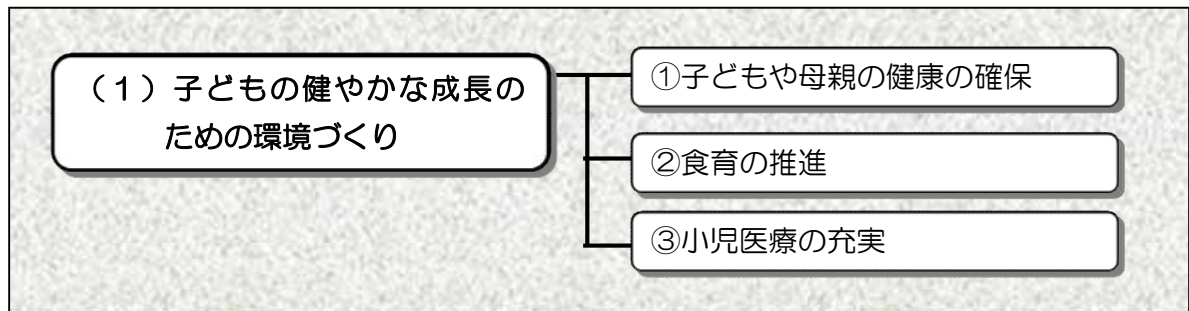 (1)子どもの健やかな成長の
ための環境づくり
①子どもや母親の健康の確保
②食育の推進
③小児医療の充実